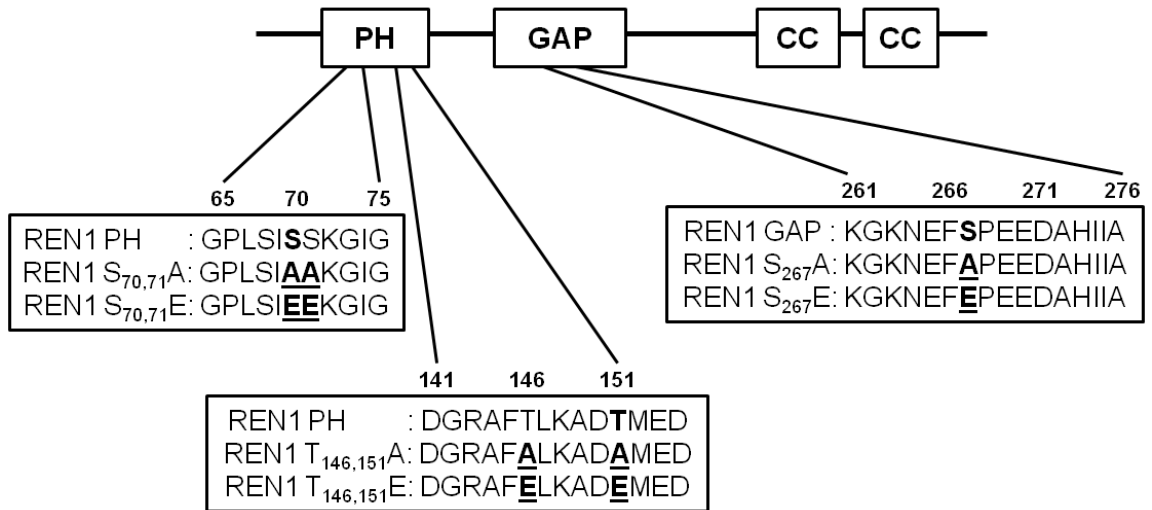 PH GAP CC CC
65 70 75
REN1 PH : GPLSISSKGIG
REN1 S70,71A: GPLSIAAKGIG
REN1 S70,71E: GPLSIEEKGIG
261 266 271 276
REN1 GAP : KGKNEFSPEEDAHIIA
REN1 S267A : KGKNEFAPEEDAHIIA
REN1 S267E : KGKNEFEPEEDAHIIA
141 146 151
REN1 PH : DGRAFTLKADTMED
REN1 T146,151A: DGRAFALKADAMED
REN1 T146,151E: DGRAFELKADEMED